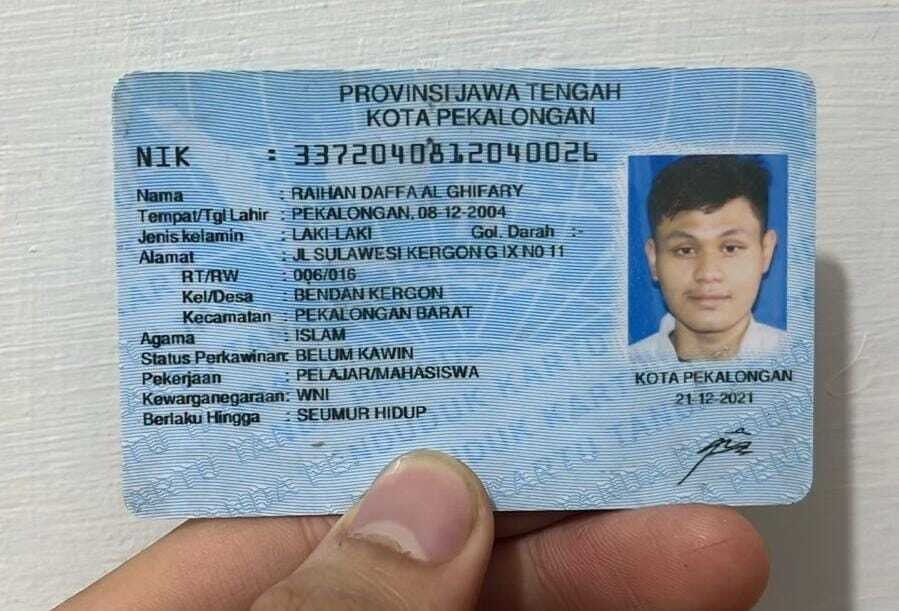 PROVINSI JAWA TENGAH
KOTA PEKALONGAN
NIK : 3372040812040026
Nama : RAIHAN DAFFA AL GHIFARY
Tempat/Tgl Lahir : PEKALONGAN, 08-12-2004
Jenis kelamin : LAKI-LAKI Gol. Darah :-
Alamat : JL SULAWESI KERGON G IX NO 11
RT/RW : 006/016
Kel/Desa : BENDAN KERGON
Kecamatan : PEKALONGAN BARAT
Agama : ISLAM
Status Perkawinan: BELUM KAWIN
Pekerjaan : PELAJAR/MAHASISWA
Kewarganegaraan: WNI
Berlaku Hingga : SEUMUR HIDUP
KOTA PEKALONGAN
21-12-2021